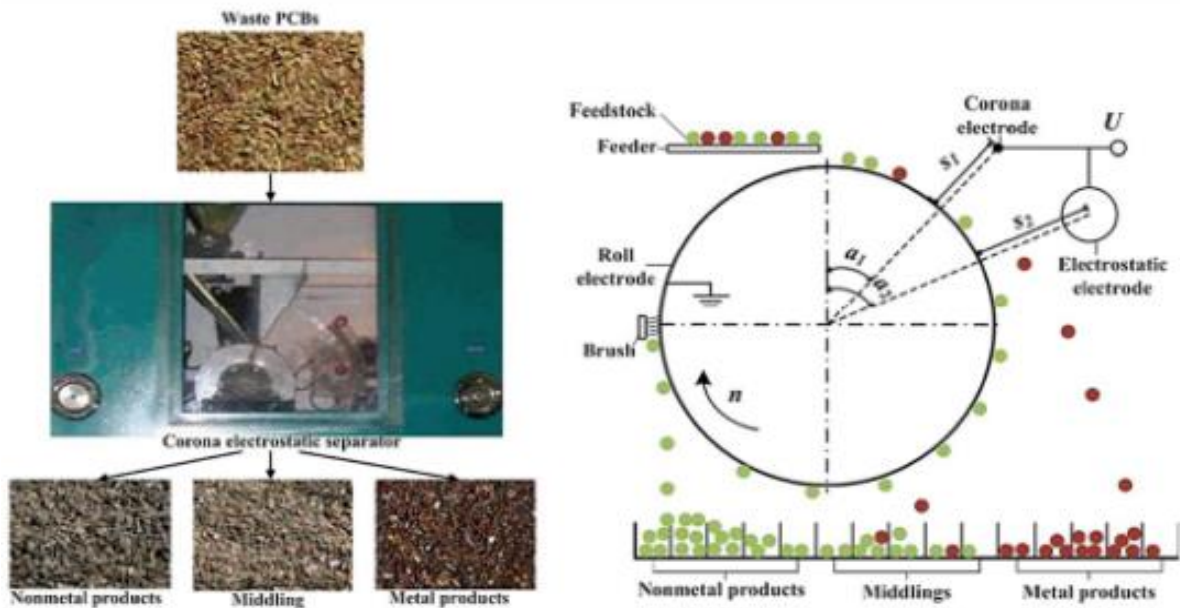 Waste PCBs
Corona electrostatic separator
Nonmetal products
Middling
Metal products
Feedstock
Feeder
Corona
electrode
U
s1
s2
Roll
electrode
a1
a2
Electrostatic
electrode
Brush
n
Nonmetal products
Middlings
Metal products